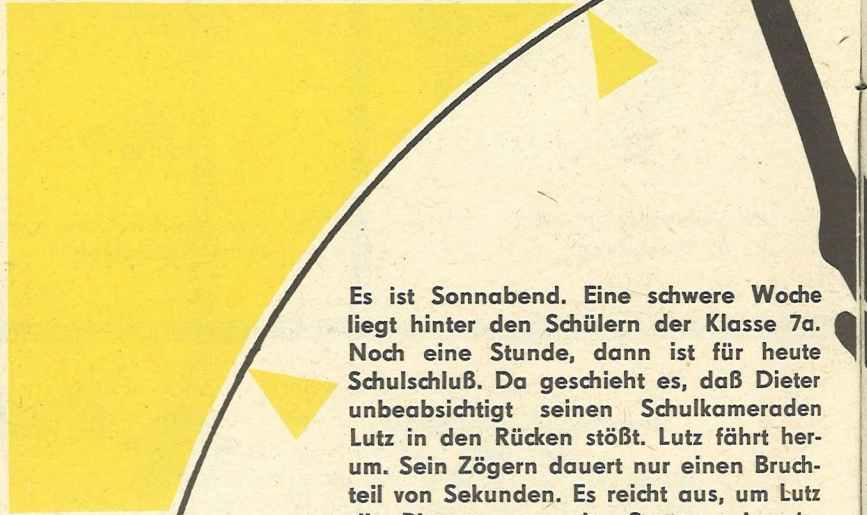 Es ist Sonnabend. Eine schwere Woche
liegt hinter den Schülern der Klasse 7a.
Noch eine Stunde, dann ist für heute
Schulschluß. Da geschieht es, daß Dieter
unbeabsichtigt seinen Schulkameraden
Lutz in den Rücken stößt. Lutz fährt her-
um. Sein Zögern dauert nur einen Bruch-
teil von Sekunden. Es reicht aus, um Lutz